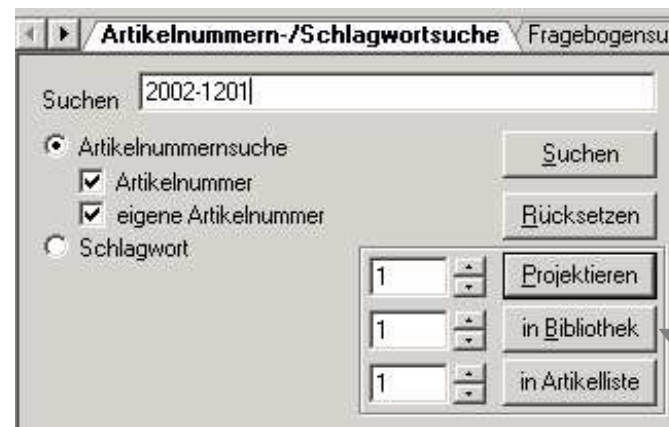 Artikelnummern-/Schlagwortsuche Fragebogensu
Suchen 2002-1201
Artikelnummernsuche
Suchen
Artikelnummer
eigene Artikelnummer
Rücksetzen
Schlagwort
1 Projektieren
1 in Bibliothek
1 in Artikelliste